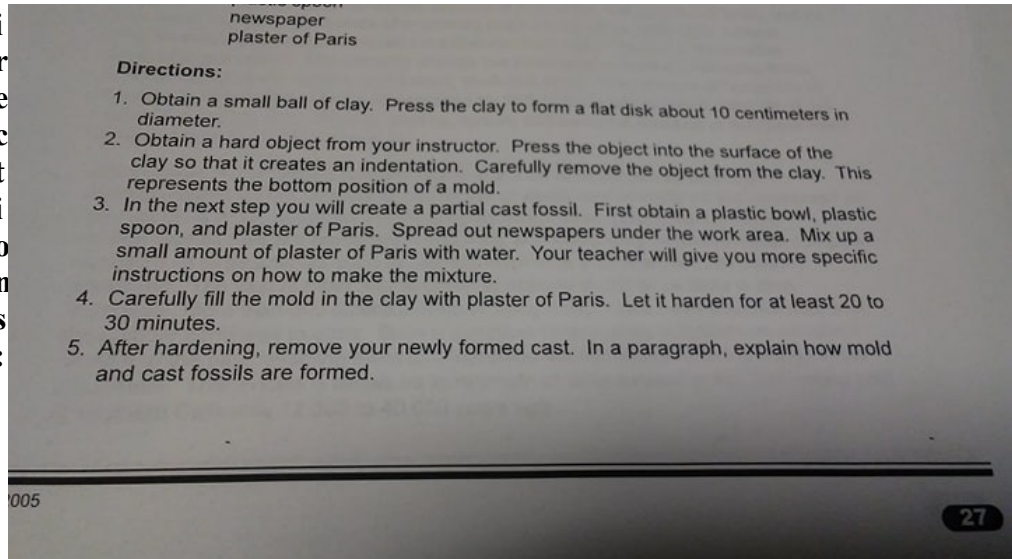 newspaper
plaster of Paris
Directions:
1. Obtain a small ball of clay. Press the clay to form a flat disk about 10 centimeters in
diameter.
2. Obtain a hard object from your instructor. Press the object into the surface of the
clay so that it creates an indentation. Carefully remove the object from the clay. This
represents the bottom position of a mold.
3. In the next step you will create a partial cast fossil. First obtain a plastic bowl, plastic
spoon, and plaster of Paris. Spread out newspapers under the work area. Mix up a
small amount of plaster of Paris with water. Your teacher will give you more specific
instructions on how to make the mixture.
4. Carefully fill the mold in the clay with plaster of Paris. Let it harden for at least 20 to
30 minutes.
5. After hardening, remove your newly formed cast. In a paragraph, explain how mold
and cast fossils are formed.
005
27